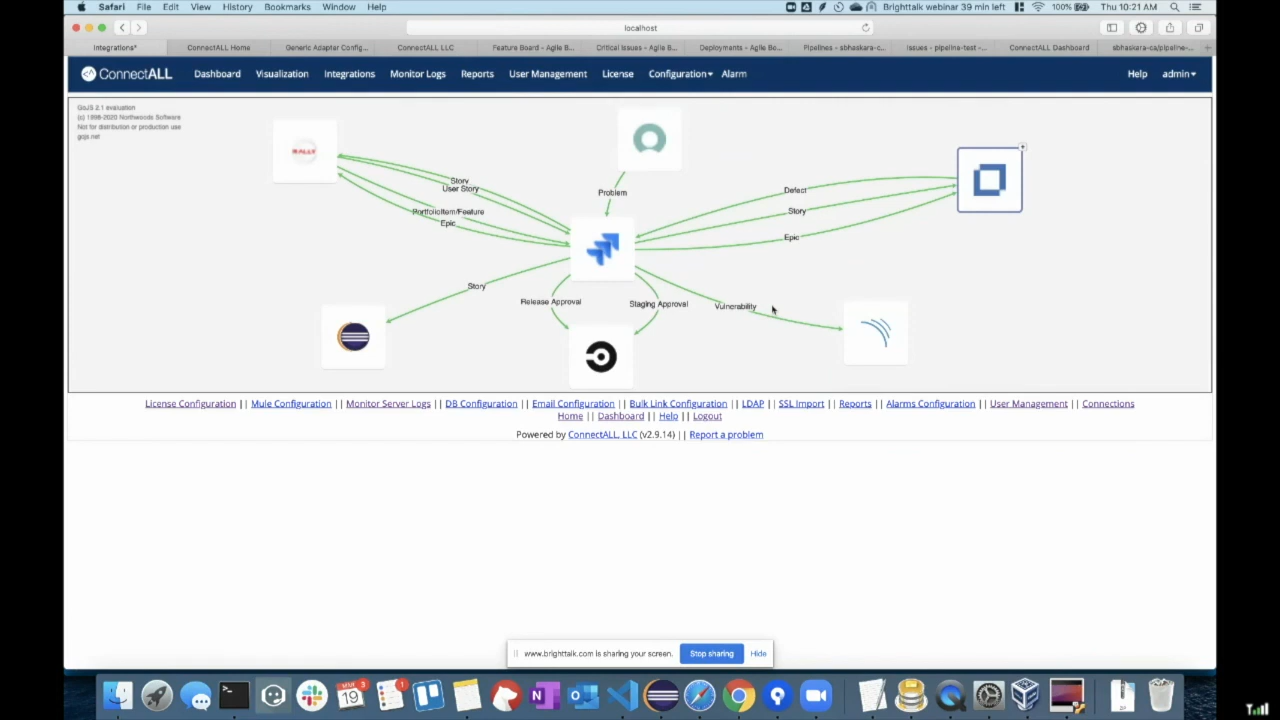 Safari File Edit View History Bookmarks Window Help Brighttalk webinar 39 min left 100% Thu 10:21 AM
localhost
Integrations* ConnectALL Home Generic Adapter Config... ConnectALL LLC Feature Board - Agile B... Critical Issues - Agile B... Deployments - Agile Bo... Pipelines - sbhaskara-c... Issues - pipeline-test -... ConnectALL Dashboard sbhaskara-ca/pipeline-...
ConnectALL Dashboard Visualization Integrations Monitor Logs Reports User Management License Configuration Alarm Help admin
GoJS 2.1 evaluation
(c) 1998-2020 Northwoods Software
Not for distribution or production use
gojs.net
RALLY
Story
User Story
Problem
Defect
PortfolioItem/Feature
Story
Epic
Epic
Story
Release Approval
Staging Approval
Vulnerability
License Configuration || Mule Configuration || Monitor Server Logs || DB Configuration || Email Configuration || Bulk Link Configuration || LDAP || SSL Import || Reports || Alarms Configuration || User Management || Connections
Home || Dashboard || Help || Logout
Powered by ConnectALL, LLC (v2.9.14) || Report a problem
www.brighttalk.com is sharing your screen. Stop sharing Hide
19
3
1